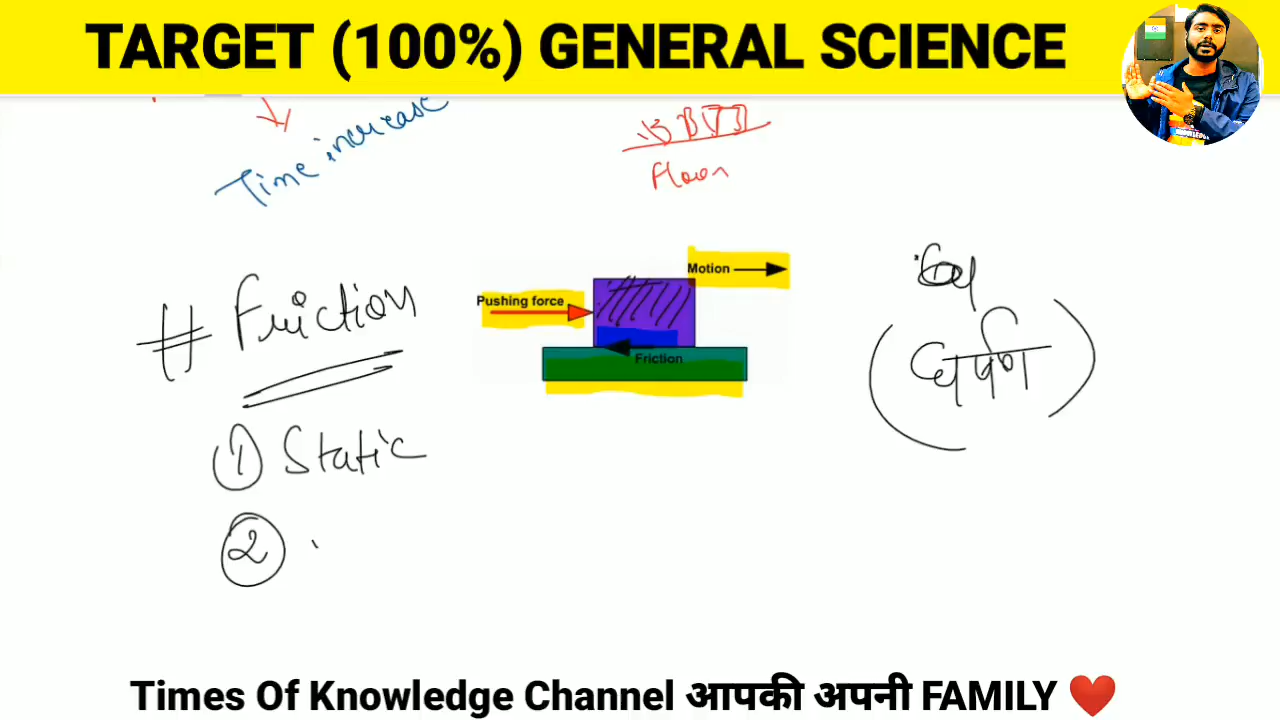 TARGET (100%) GENERAL SCIENCE
Time increase
Floor
Motion
Pushing force
Friction
# Friction
(घर्षण)
① Static
②
Times Of Knowledge Channel आपकी अपनी FAMILY ❤️